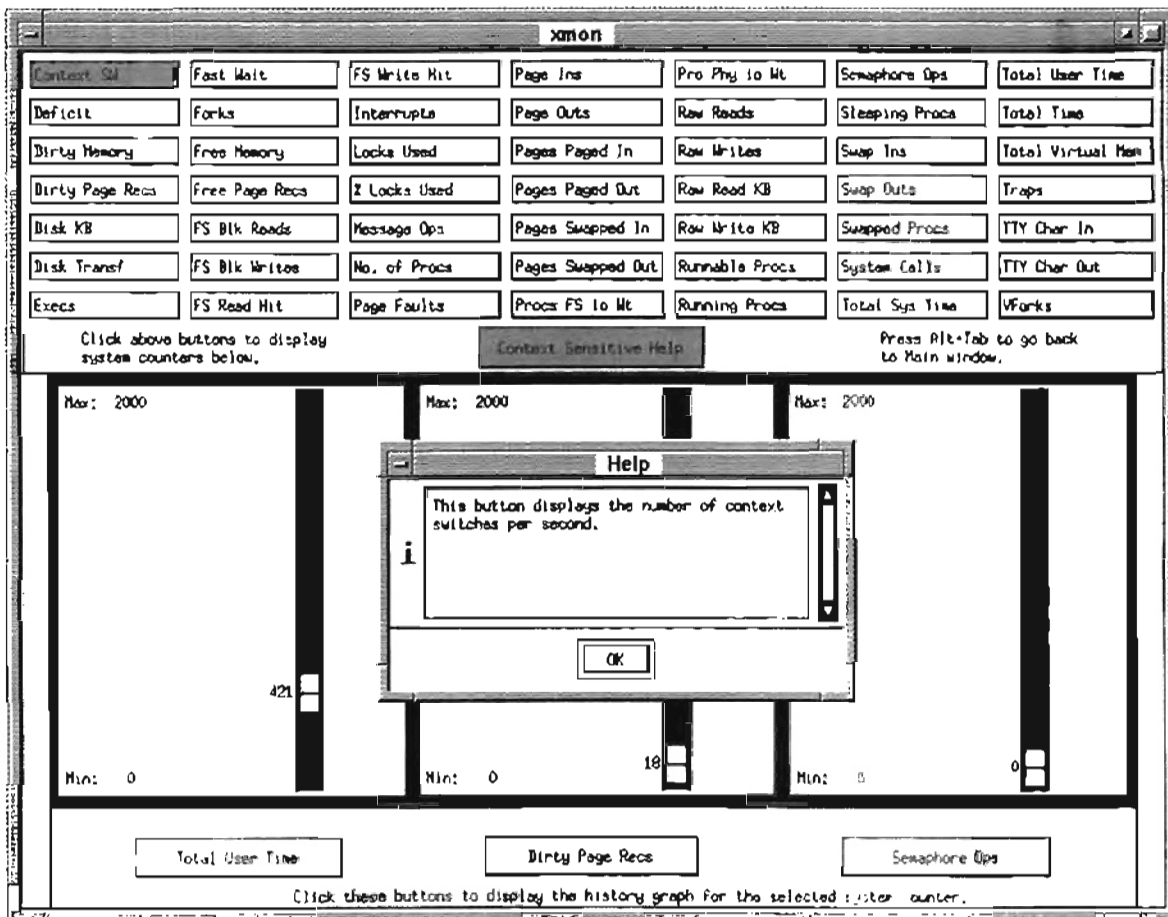 xmon
Context SW Fast Wait FS Write Hit Page Ins Pro Phy io Wt Semaphore Ops Total User Time
Deficit Forks Interrupts Page Outs Raw Reads Sleeping Procs Total Time
Dirty Memory Free Memory Locks Used Pages Paged In Raw Writes Swap Ins Total Virtual Mem
Dirty Page Recs Free Page Recs % Locks Used Pages Paged Out Raw Read KB Swap Outs Traps
Disk KB FS Blk Reads Message Ops Pages Swapped In Raw Write KB Swapped Procs TTY Char In
Disk Transf FS Blk Writes No. of Procs Pages Swapped Out Runnable Procs System Calls TTY Char Out
Execs FS Read Hit Page Faults Procs FS io Wt Running Procs Total Sys Time VForks
Click above buttons to display
system counters below.
Context Sensitive Help
Press Alt-Tab to go back
to Main window.
Max: 2000 Max: 2000 Max: 2000
Help
This button displays the number of context
switches per second.
i
OK
421
18
0
Min: 0 Min: 0 Min:
Total User Time Dirty Page Recs Semaphore Ops
Click these buttons to display the history graph for the selected